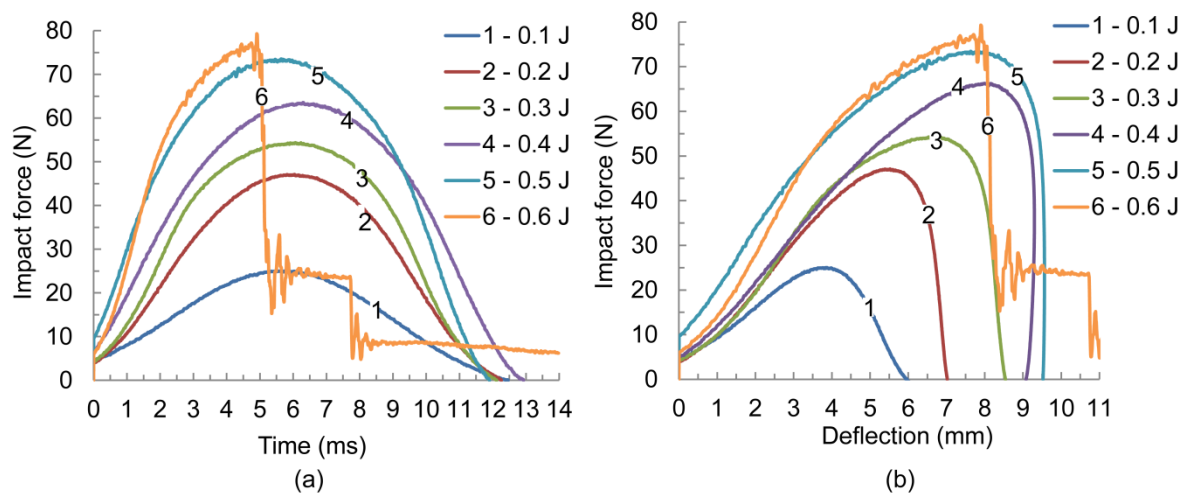 (a)
80
70
60
50
40
30
20
10
0
Impact force (N)
0 1 2 3 4 5 6 7 8 9 10 11 12 13 14
Time (ms)
1 - 0.1 J
2 - 0.2 J
3 - 0.3 J
4 - 0.4 J
5 - 0.5 J
6 - 0.6 J
5
6
4
3
2
1
(a)
(b)
80
70
60
50
40
30
20
10
0
Impact force (N)
0 1 2 3 4 5 6 7 8 9 10 11
Deflection (mm)
1 - 0.1 J
2 - 0.2 J
3 - 0.3 J
4 - 0.4 J
5 - 0.5 J
6 - 0.6 J
4
5
6
3
2
1
(b)